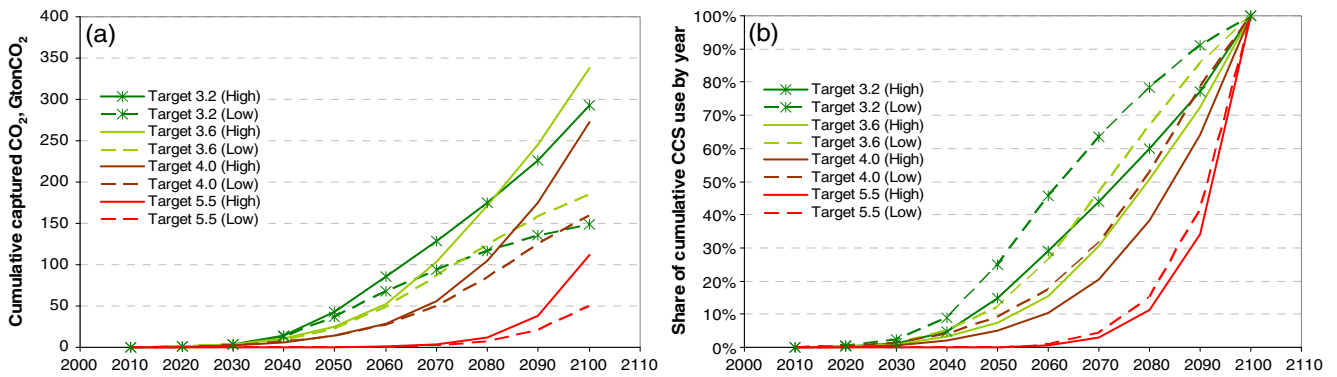 (a)
Cumulative captured CO₂, GtonCO₂
400
350
300
250
200
150
100
50
0
Target 3.2 (High)
Target 3.2 (Low)
Target 3.6 (High)
Target 3.6 (Low)
Target 4.0 (High)
Target 4.0 (Low)
Target 5.5 (High)
Target 5.5 (Low)
2000 2010 2020 2030 2040 2050 2060 2070 2080 2090 2100 2110
(b)
Share of cumulative CCS use by year
100%
90%
80%
70%
60%
50%
40%
30%
20%
10%
0%
Target 3.2 (High)
Target 3.2 (Low)
Target 3.6 (High)
Target 3.6 (Low)
Target 4.0 (High)
Target 4.0 (Low)
Target 5.5 (High)
Target 5.5 (Low)
2000 2010 2020 2030 2040 2050 2060 2070 2080 2090 2100 2110